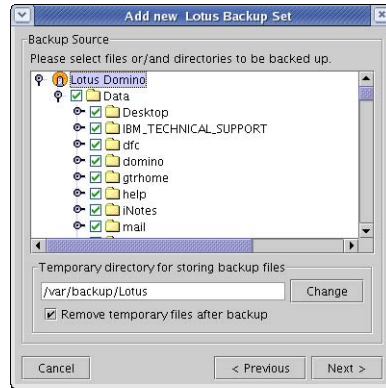 Add new Lotus Backup Set
Backup Source
Please select files or/and directories to be backed up.
Lotus Domino
Data
Desktop
IBM_TECHNICAL_SUPPORT
dfc
domino
gtrhome
help
iNotes
mail
Temporary directory for storing backup files
/var/backup/Lotus
Change
Remove temporary files after backup
Cancel
< Previous
Next >